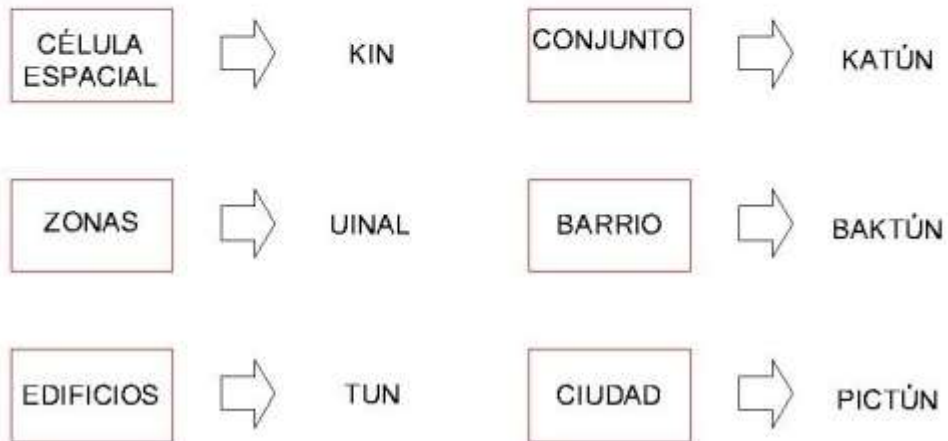 CÉLULA
ESPACIAL
KIN
CONJUNTO
KATÚN
ZONAS
UINAL
BARRIO
BAKTÚN
EDIFICIOS
TUN
CIUDAD
PICTÚN